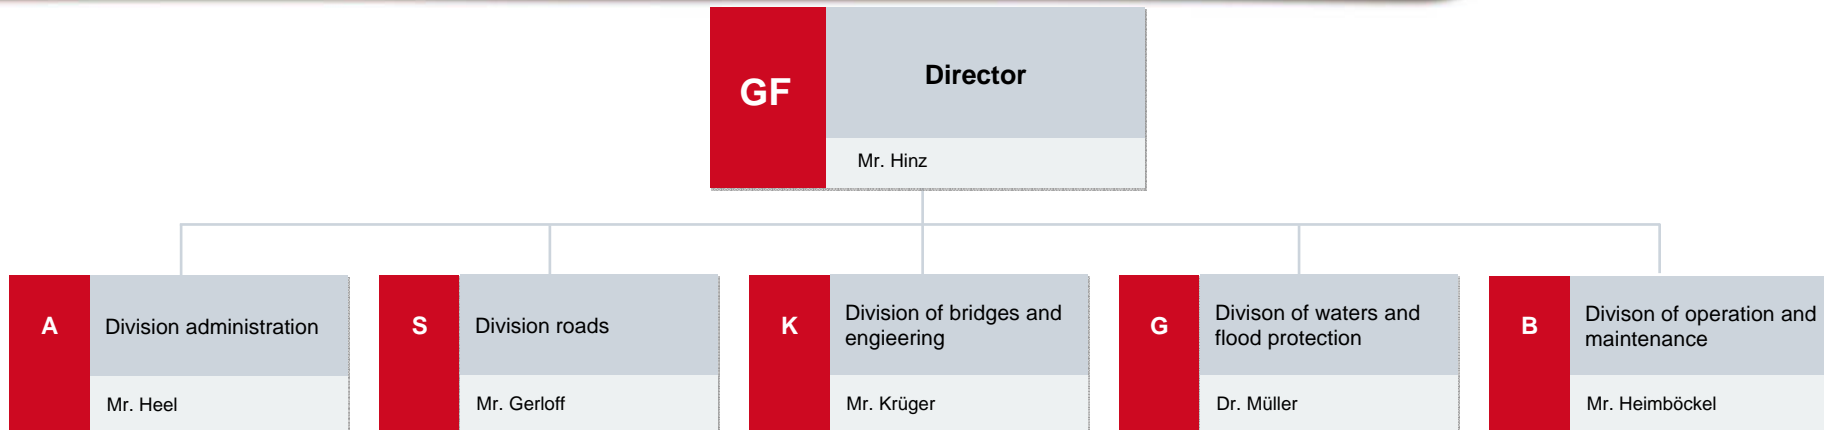 GF
Director
Mr. Hinz
A
Division administration
Mr. Heel
S
Division roads
Mr. Gerloff
K
Division of bridges and
engieering
Mr. Krüger
G
Divison of waters and
flood protection
Dr. Müller
B
Divison of operation and
maintenance
Mr. Heimböckel